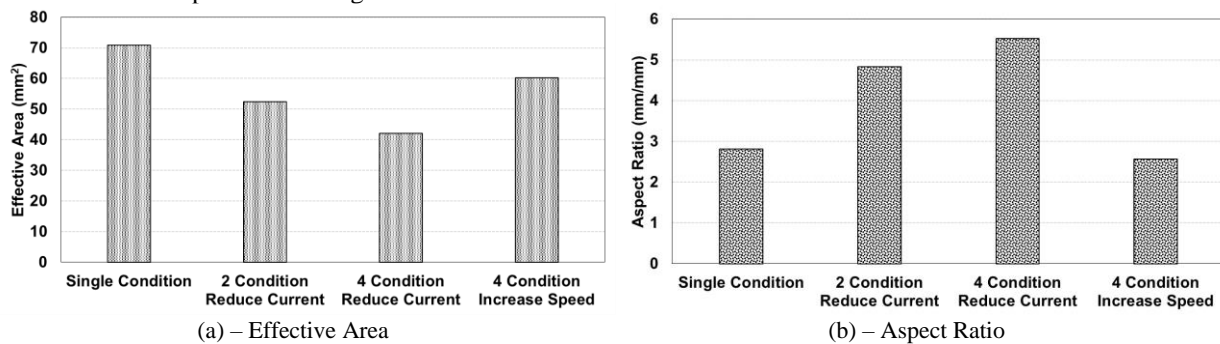 80
70
60
50
40
30
20
10
0
Effective Area (mm²)
Single Condition
2 Condition
Reduce Current
4 Condition
Reduce Current
4 Condition
Increase Speed
(a) – Effective Area
6
5
4
3
2
1
0
Aspect Ratio (mm/mm)
Single Condition
2 Condition
Reduce Current
4 Condition
Reduce Current
4 Condition
Increase Speed
(b) – Aspect Ratio